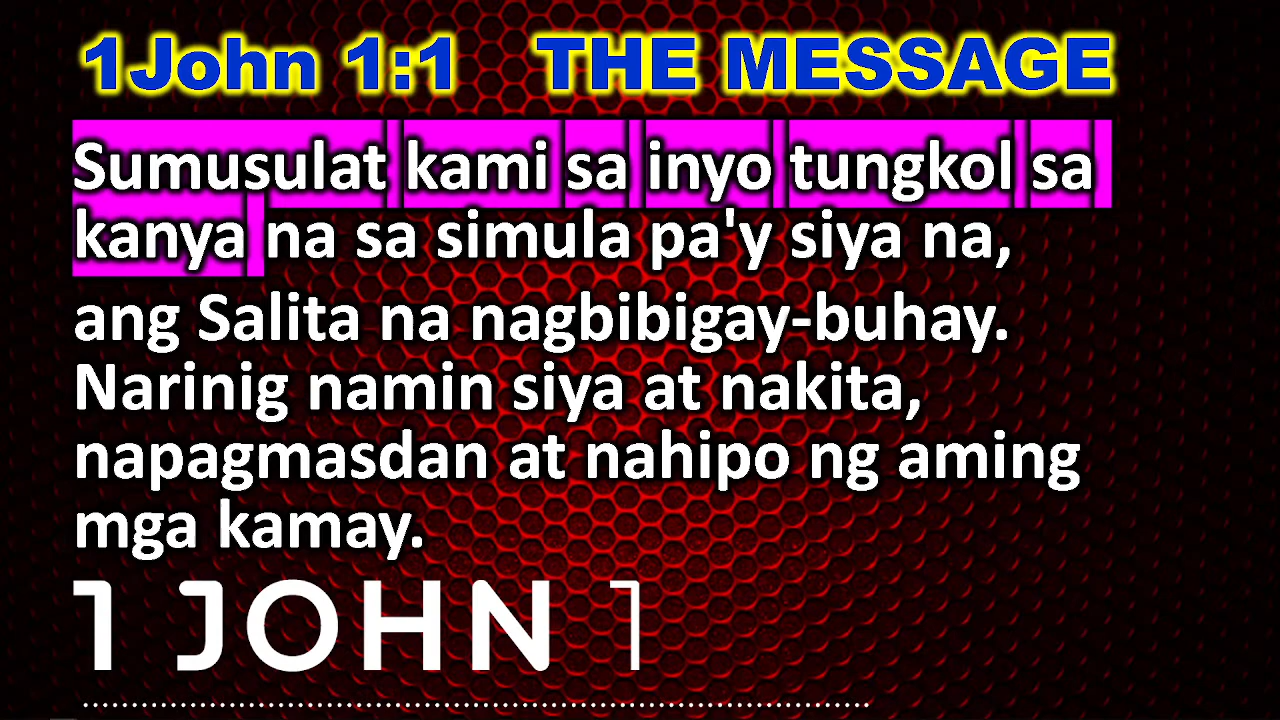 1John 1:1 THE MESSAGE
Sumusulat kami sa inyo tungkol sa
kanya na sa simula pa'y siya na,
ang Salita na nagbibigay-buhay.
Narinig namin siya at nakita,
napagmasdan at nahipo ng aming
mga kamay.
1 JOHN 1